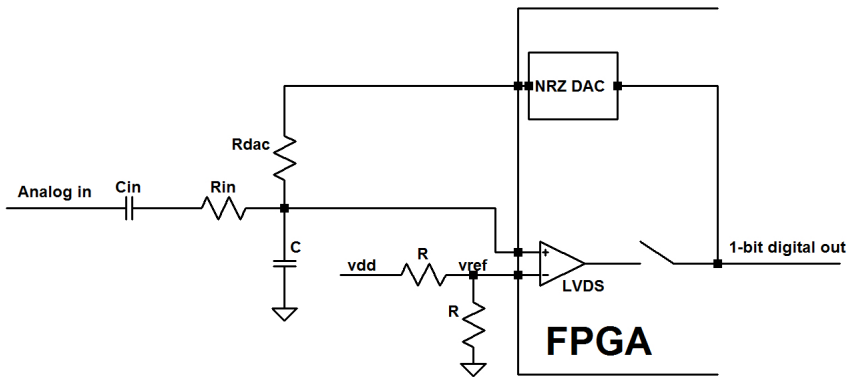 NRZ DAC
Rdac
Analog in
Cin
Rin
C
R
vdd
vref
1-bit digital out
LVDS
R
FPGA